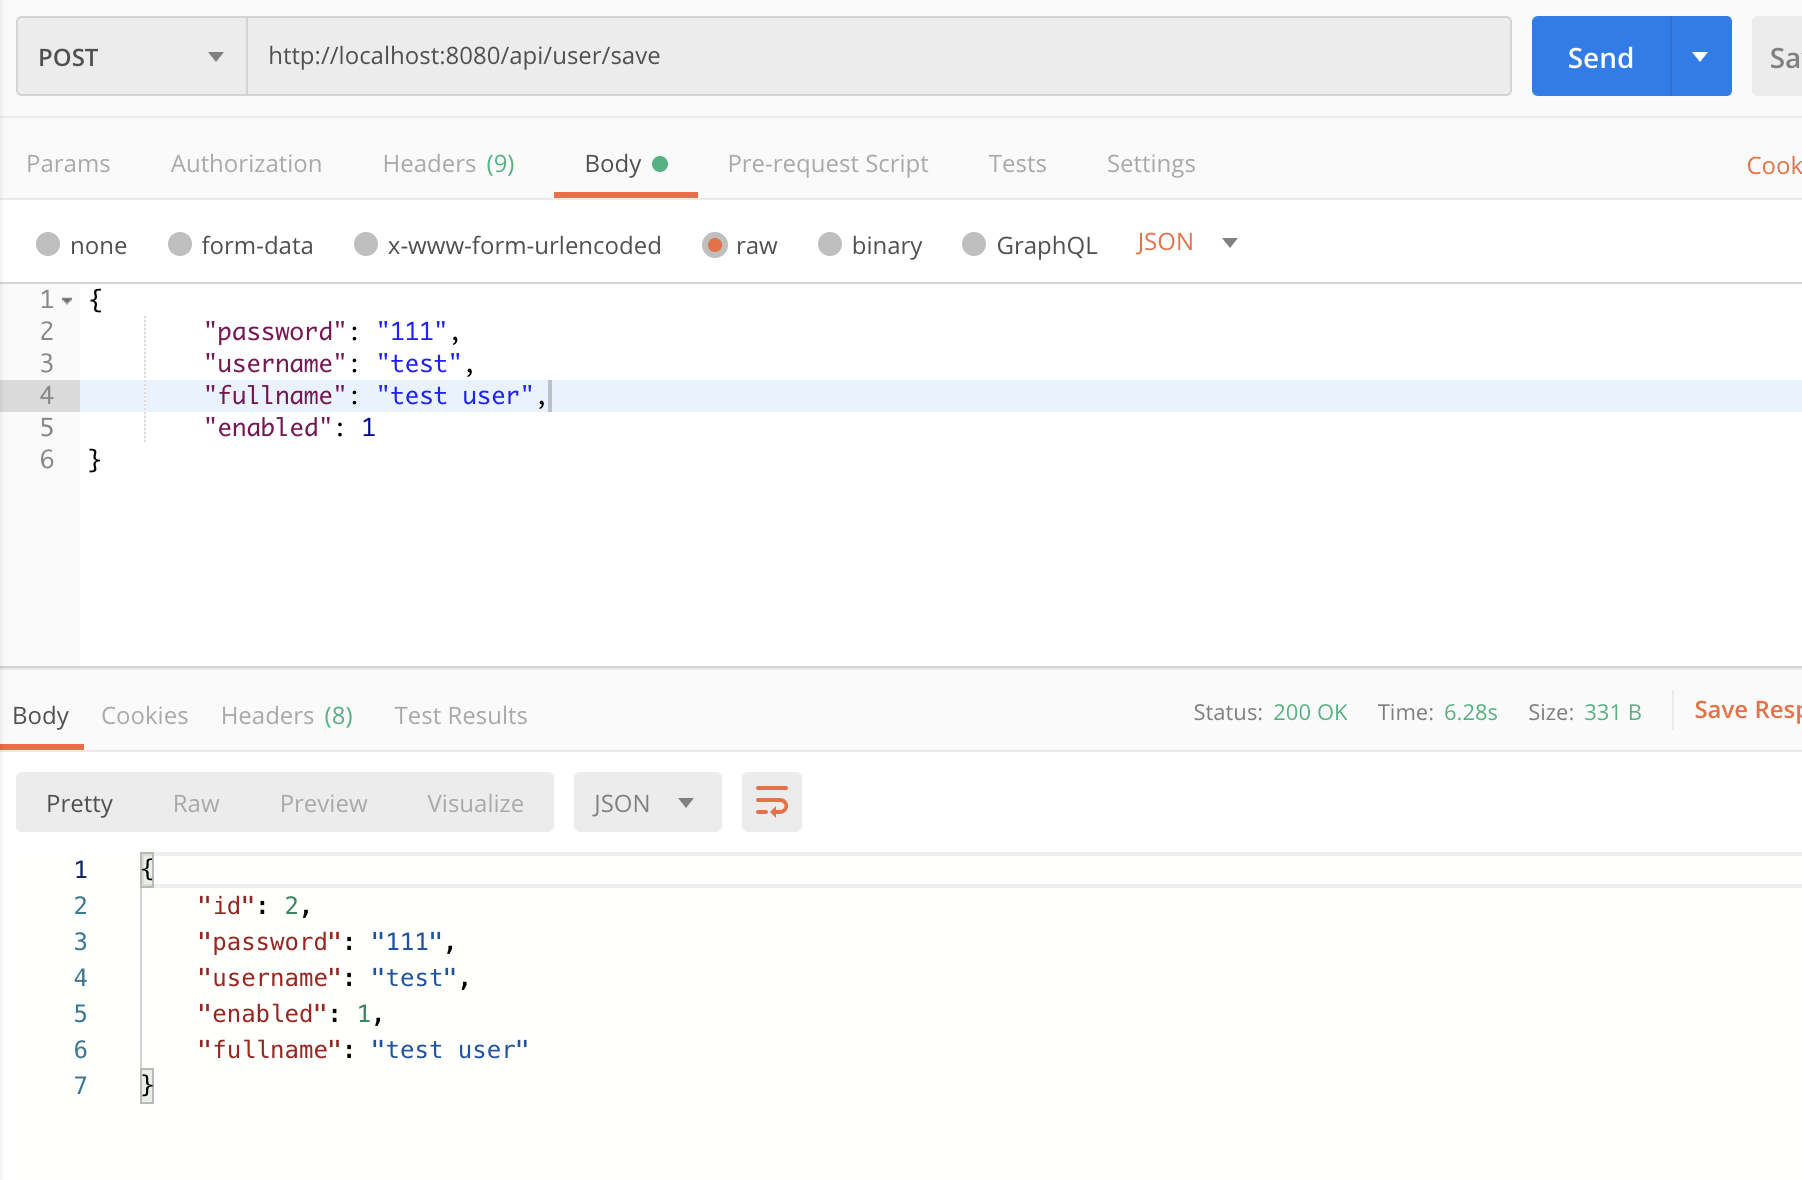 POST http://localhost:8080/api/user/save Send Sa
Params Authorization Headers (9) Body Pre-request Script Tests Settings Cook
none form-data x-www-form-urlencoded raw binary GraphQL JSON
1 {
2 "password": "111",
3 "username": "test",
4 "fullname": "test user",
5 "enabled": 1
6 }
Body Cookies Headers (8) Test Results Status: 200 OK Time: 6.28s Size: 331 B Save Resp
Pretty Raw Preview Visualize JSON
1 {
2 "id": 2,
3 "password": "111",
4 "username": "test",
5 "enabled": 1,
6 "fullname": "test user"
7 }